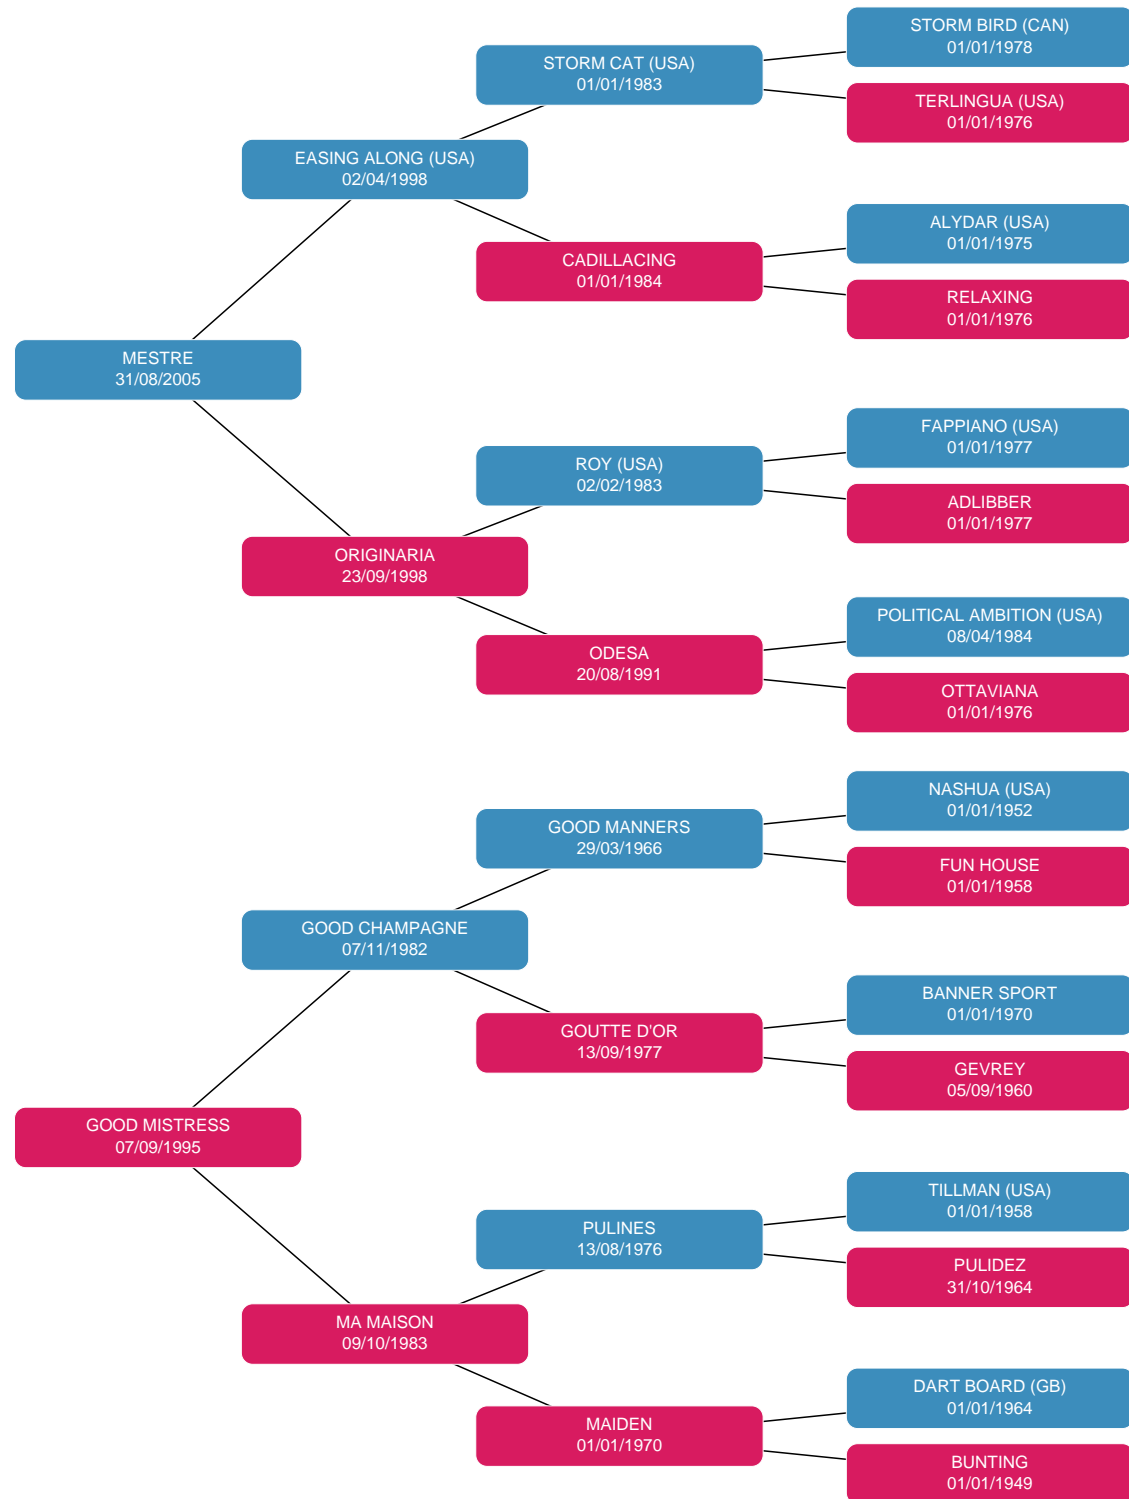 STORM BIRD (CAN)
01/01/1978
STORM CAT (USA)
01/01/1983
TERLINGUA (USA)
01/01/1976
EASING ALONG (USA)
02/04/1998
ALYDAR (USA)
01/01/1975
CADILLACING
01/01/1984
RELAXING
01/01/1976
MESTRE
31/08/2005
FAPPIANO (USA)
01/01/1977
ROY (USA)
02/02/1983
ADLIBBER
01/01/1977
ORIGINARIA
23/09/1998
POLITICAL AMBITION (USA)
08/04/1984
ODESA
20/08/1991
OTTAVIANA
01/01/1976
NASHUA (USA)
01/01/1952
GOOD MANNERS
29/03/1966
FUN HOUSE
01/01/1958
GOOD CHAMPAGNE
07/11/1982
BANNER SPORT
01/01/1970
GOUTTE D'OR
13/09/1977
GEVREY
05/09/1960
GOOD MISTRESS
07/09/1995
TILLMAN (USA)
01/01/1958
PULINES
13/08/1976
PULIDEZ
31/10/1964
MA MAISON
09/10/1983
DART BOARD (GB)
01/01/1964
MAIDEN
01/01/1970
BUNTING
01/01/1949